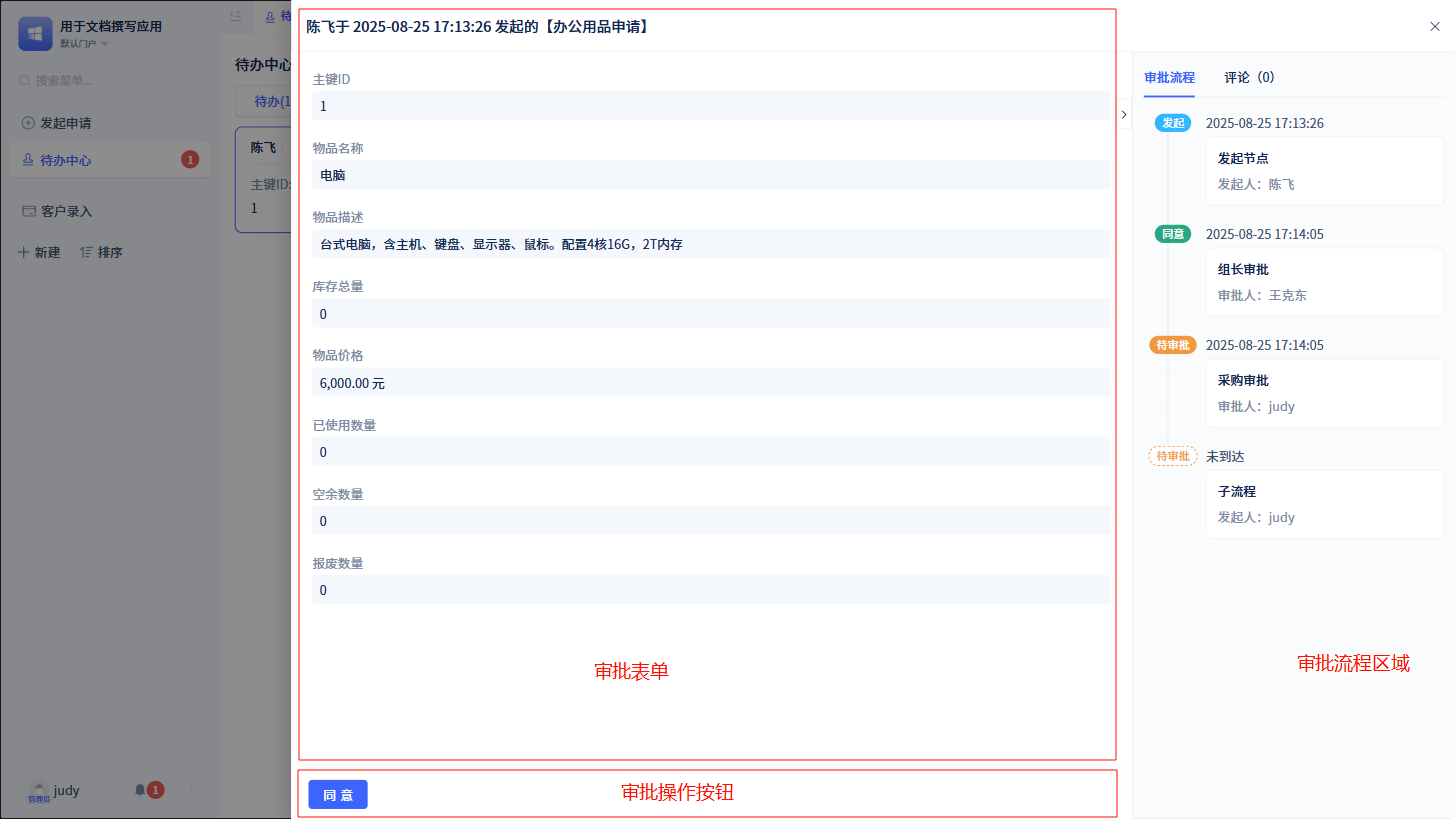 用于文档撰写应用
默认门户
搜索菜单...
发起申请
待办中心
1
客户录入
新建
排序
judy
管理员
1
待
待办中心
待办(1
陈飞
主键ID:
1
陈飞于 2025-08-25 17:13:26 发起的【办公用品申请】
主键ID
1
物品名称
电脑
物品描述
台式电脑，含主机、键盘、显示器、鼠标。配置4核16G，2T内存
库存总量
0
物品价格
6,000.00 元
已使用数量
0
空余数量
0
报废数量
0
审批表单
同 意
审批操作按钮
审批流程
评论（0）
发起
2025-08-25 17:13:26
发起节点
发起人：陈飞
同意
2025-08-25 17:14:05
组长审批
审批人：王克东
待审批
2025-08-25 17:14:05
采购审批
审批人：judy
待审批
未到达
子流程
发起人：judy
审批流程区域